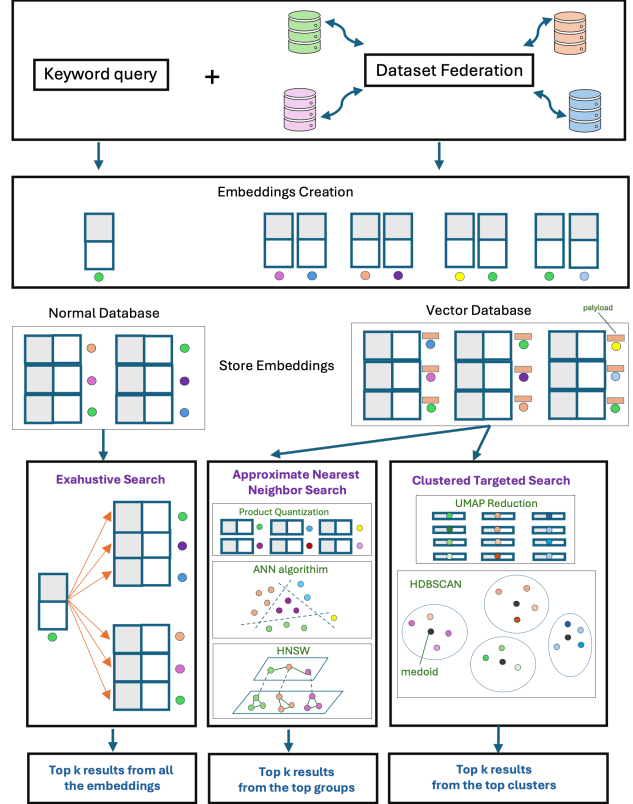 Keyword query
+
Dataset Federation
Embeddings Creation
Normal Database
Vector Database
palyload
Store Embeddings
Exahustive Search
Approximate Nearest
Neighbor Search
Clustered Targeted Search
Product Quantization
UMAP Reduction
ANN algorithim
HDBSCAN
HNSW
medoid
Top k results from all
the embeddings
Top k results
from the top groups
Top k results
from the top clusters